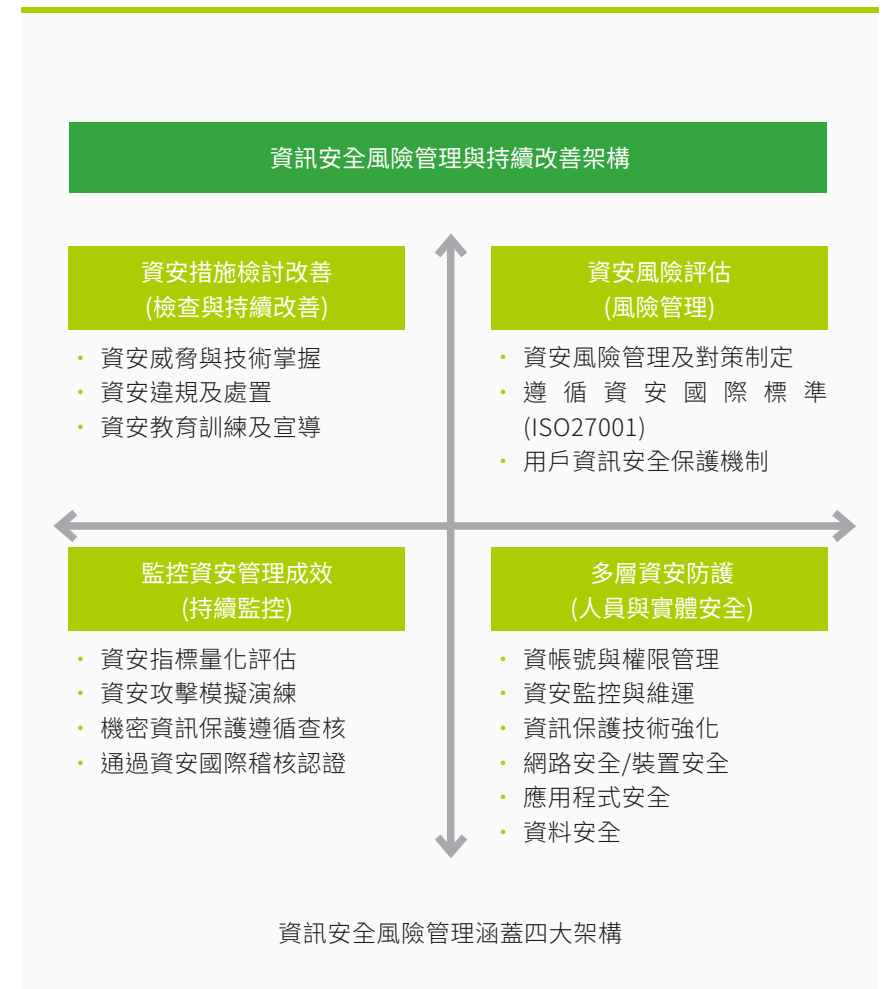 資訊安全風險管理與持續改善架構
資安措施檢討改善
(檢查與持續改善)
• 資安威脅與技術掌握
• 資安違規及處置
• 資安教育訓練及宣導
資安風險評估
(風險管理)
• 資安風險管理及對策制定
• 遵循資安國際標準
(ISO27001)
• 用戶資訊安全保護機制
監控資安管理成效
(持續監控)
• 資安指標量化評估
• 資安攻擊模擬演練
• 機密資訊保護遵循查核
• 通過資安國際稽核認證
多層資安防護
(人員與實體安全)
• 資帳號與權限管理
• 資安監控與維運
• 資訊保護技術強化
• 網路安全/裝置安全
• 應用程式安全
• 資料安全
資訊安全風險管理涵蓋四大架構